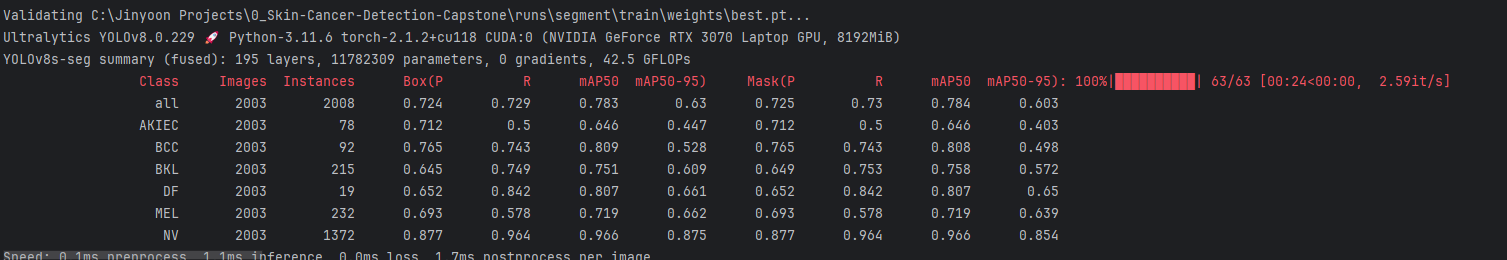 Validating C:\Jinyoon Projects\0_Skin-Cancer-Detection-Capstone\runs\segment\train\weights\best.pt...
Ultralytics YOLOv8.0.229 🚀 Python-3.11.6 torch-2.1.2+cu118 CUDA:0 (NVIDIA GeForce RTX 3070 Laptop GPU, 8192MiB)
YOLOv8s-seg summary (fused): 195 layers, 11782309 parameters, 0 gradients, 42.5 GFLOPs
Class Images Instances Box(P R mAP50 mAP50-95) Mask(P R mAP50 mAP50-95): 100%|██████████| 63/63 [00:24<00:00, 2.59it/s]
all 2003 2008 0.724 0.729 0.783 0.63 0.725 0.73 0.784 0.603
AKIEC 2003 78 0.712 0.5 0.646 0.447 0.712 0.5 0.646 0.403
BCC 2003 92 0.765 0.743 0.809 0.528 0.765 0.743 0.808 0.498
BKL 2003 215 0.645 0.749 0.751 0.609 0.649 0.753 0.758 0.572
DF 2003 19 0.652 0.842 0.807 0.661 0.652 0.842 0.807 0.65
MEL 2003 232 0.693 0.578 0.719 0.662 0.693 0.578 0.719 0.639
NV 2003 1372 0.877 0.964 0.966 0.875 0.877 0.964 0.966 0.854
Speed: 0.1ms preprocess, 1.1ms inference, 0.0ms loss, 1.7ms postprocess per image